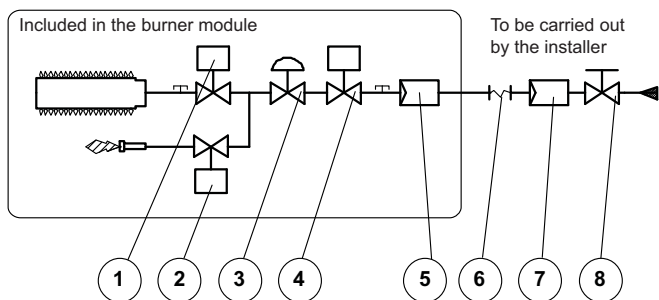 Included in the burner module
To be carried out
by the installer
1 2 3 4 5 6 7 8